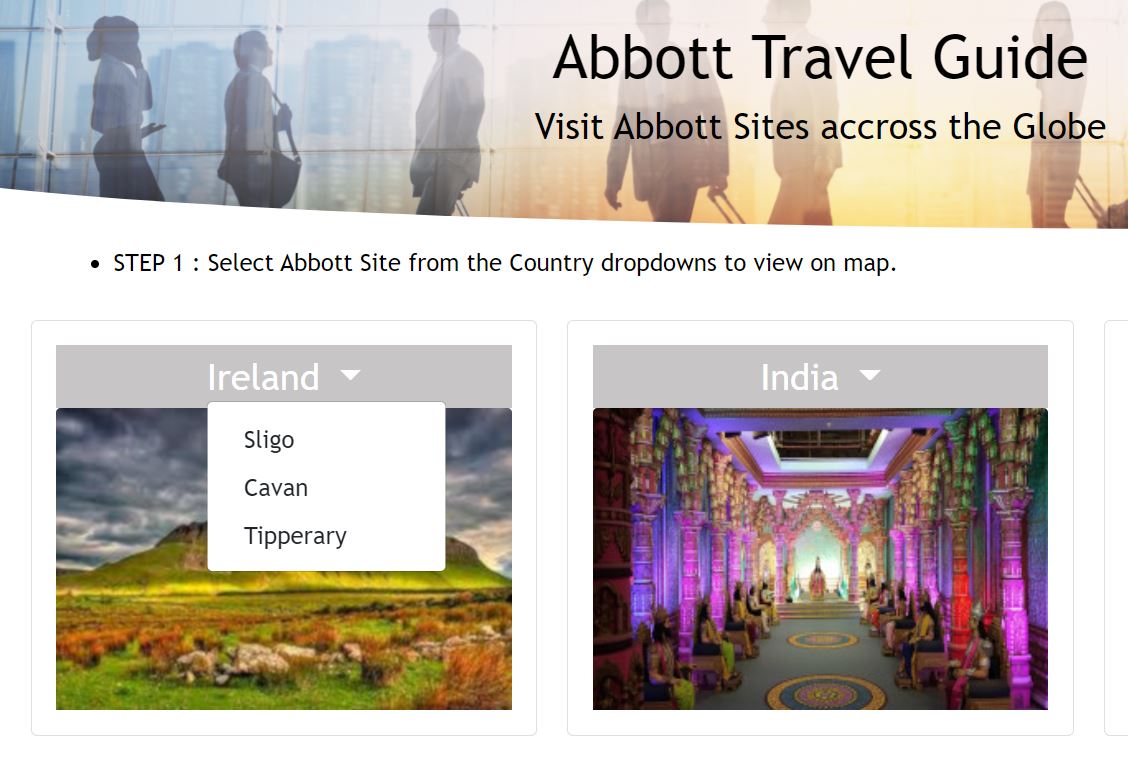 Abbott Travel Guide
Visit Abbott Sites accross the Globe
• STEP 1 : Select Abbott Site from the Country dropdowns to view on map.
Ireland
Sligo
Cavan
Tipperary
India